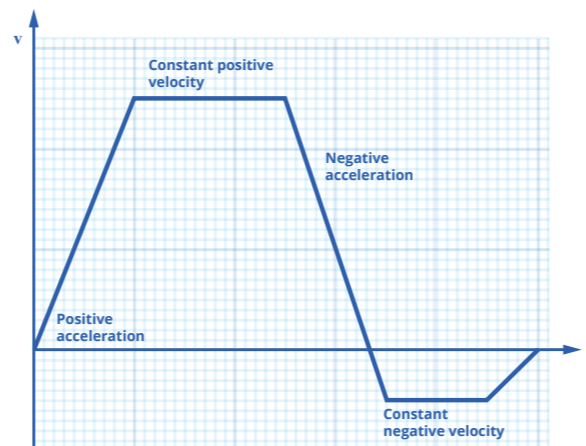 v
Constant positive
velocity
Negative
acceleration
Positive
acceleration
Constant
negative velocity